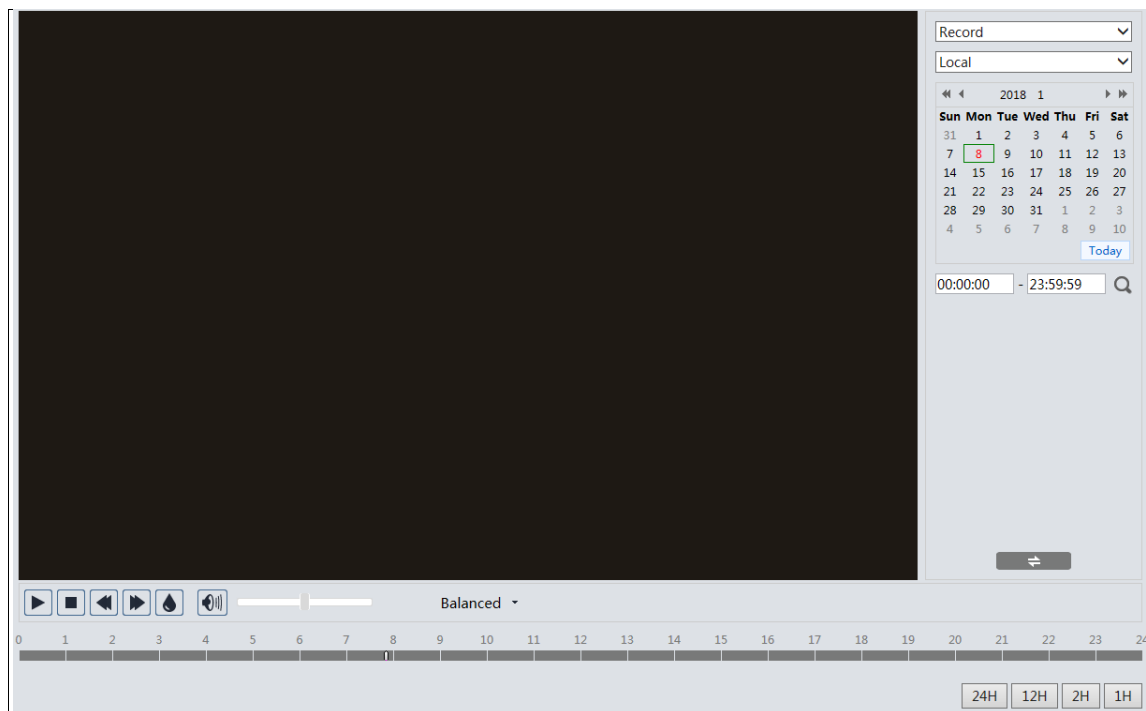 Record
Local
2018 1
Sun Mon Tue Wed Thu Fri Sat
31 1 2 3 4 5 6
7 8 9 10 11 12 13
14 15 16 17 18 19 20
21 22 23 24 25 26 27
28 29 30 31 1 2 3
4 5 6 7 8 9 10
Today
00:00:00 - 23:59:59
Balanced
0 1 2 3 4 5 6 7 8 9 10 11 12 13 14 15 16 17 18 19 20 21 22 23 24
24H 12H 2H 1H